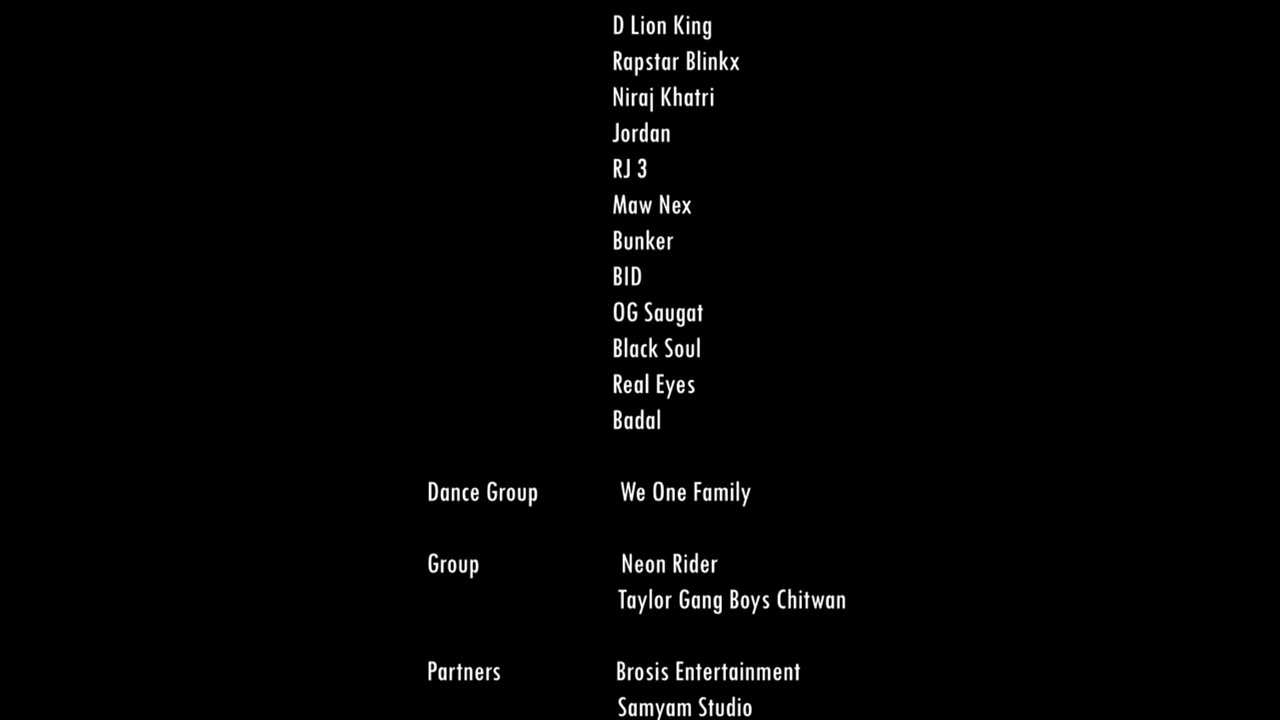 D Lion King
Rapstar Blinkx
Niraj Khatri
Jordan
RJ 3
Maw Nex
Bunker
BID
OG Saugat
Black Soul
Real Eyes
Badal
Dance Group We One Family
Group Neon Rider
Taylor Gang Boys Chitwan
Partners Brosis Entertainment
Samyam Studio